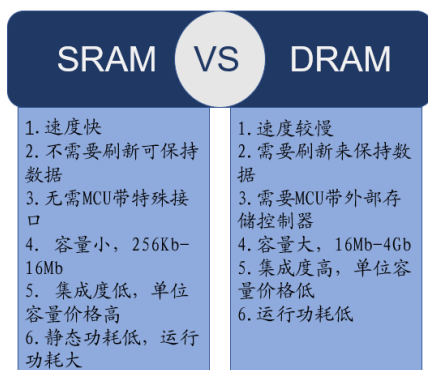 SRAM VS DRAM
1.速度快
2.不需要刷新可保持
数据
3.无需MCU带特殊接
口
4. 容量小，256Kb-
16Mb
5. 集成度低，单位
容量价格高
6.静态功耗低，运行
功耗大
1.速度较慢
2.需要刷新来保持数
据
3.需要MCU带外部存
储控制器
4.容量大，16Mb-4Gb
5.集成度高，单位容
量价格低
6.运行功耗低